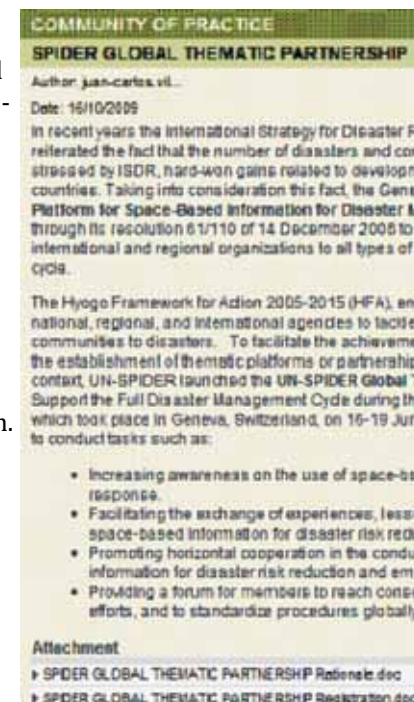 COMMUNITY OF PRACTICE
SPIDER GLOBAL THEMATIC PARTNERSHIP
Author: juan-carlos.vil...
Date: 16/10/2009
In recent years the International Strategy for Disaster R
reiterated the fact that the number of disasters and co
stressed by ISDR, hard-won gains related to developm
countries. Taking into consideration this fact, the Gene
Platform for Space-Based Information for Disaster M
through its resolution 61/110 of 14 December 2006 to
international and regional organizations to all types of
cycle.
The Hyogo Framework for Action 2005-2015 (HFA), en
national, regional, and international agencies to
communities to disasters. To facilitate the achieveme
the establishment of thematic platforms or partnership
context, UN-SPIDER launched the UN-SPIDER Global T
Support the Full Disaster Management Cycle during th
which took place in Geneva, Switzerland, on 16-19 Jun
to conduct tasks such as:
• Increasing awareness on the use of space-ba
response.
• Facilitating the exchange of experiences, less
space-based information for disaster risk redu
• Promoting horizontal cooperation in the condu
information for disaster risk reduction and em
• Providing a forum for members to reach conse
efforts, and to standardize procedures globally
Attachment
SPIDER GLOBAL THEMATIC PARTNERSHIP Rationale.doc
SPIDER GLOBAL THEMATIC PARTNERSHIP Registration.doc